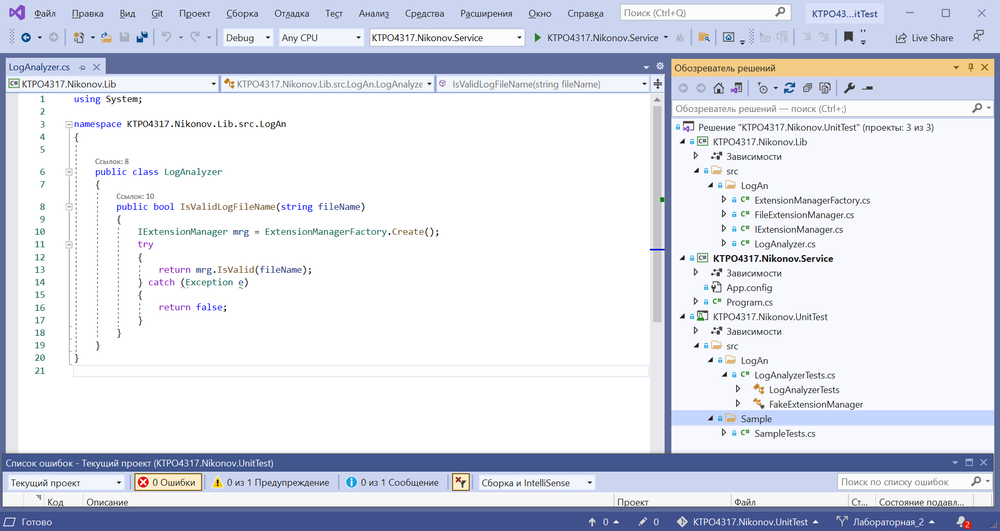 Файл Правка Вид Git Проект Сборка Отладка Тест Анализ Средства Расширения Окно Справка Поиск (Ctrl+Q) KTPO43...itTest
Debug Any CPU KTPO4317.Nikonov.Service KTPO4317.Nikonov.Service Live Share
LogAnalyzer.cs
C# KTPO4317.Nikonov.Lib KTPO4317.Nikonov.Lib.src.LogAn.LogAnalyze IsValidLogFileName(string fileName)
1 using System;
2
3 namespace KTPO4317.Nikonov.Lib.src.LogAn
4 {
5
Ссылок: 8
6 public class LogAnalyzer
7 {
Ссылок: 10
8 public bool IsValidLogFileName(string fileName)
9 {
10 IExtensionManager mrg = ExtensionManagerFactory.Create();
11 try
12 {
13 return mrg.IsValid(fileName);
14 } catch (Exception e)
15 {
16 return false;
17 }
18 }
19 }
20 }
21
Обозреватель решений
Обозреватель решений — поиск (Ctrl+;)
Решение "KTPO4317.Nikonov.UnitTest" (проекты: 3 из 3)
C# KTPO4317.Nikonov.Lib
Зависимости
src
LogAn
C# ExtensionManagerFactory.cs
C# FileExtensionManager.cs
C# IExtensionManager.cs
C# LogAnalyzer.cs
C# KTPO4317.Nikonov.Service
Зависимости
App.config
C# Program.cs
KTPO4317.Nikonov.UnitTest
Зависимости
src
LogAn
C# LogAnalyzerTests.cs
LogAnalyzerTests
FakeExtensionManager
Sample
C# SampleTests.cs
Список ошибок - Текущий проект (KTPO4317.Nikonov.UnitTest)
Текущий проект 0 Ошибки 0 из 1 Предупреждение 0 из 1 Сообщение Сборка и IntelliSense Поиск по списку ошибок
Код Описание Проект Файл Ст... Состояние подавл...
Готово 0 0 KTPO4317.Nikonov.UnitTest Лабораторная_2 2